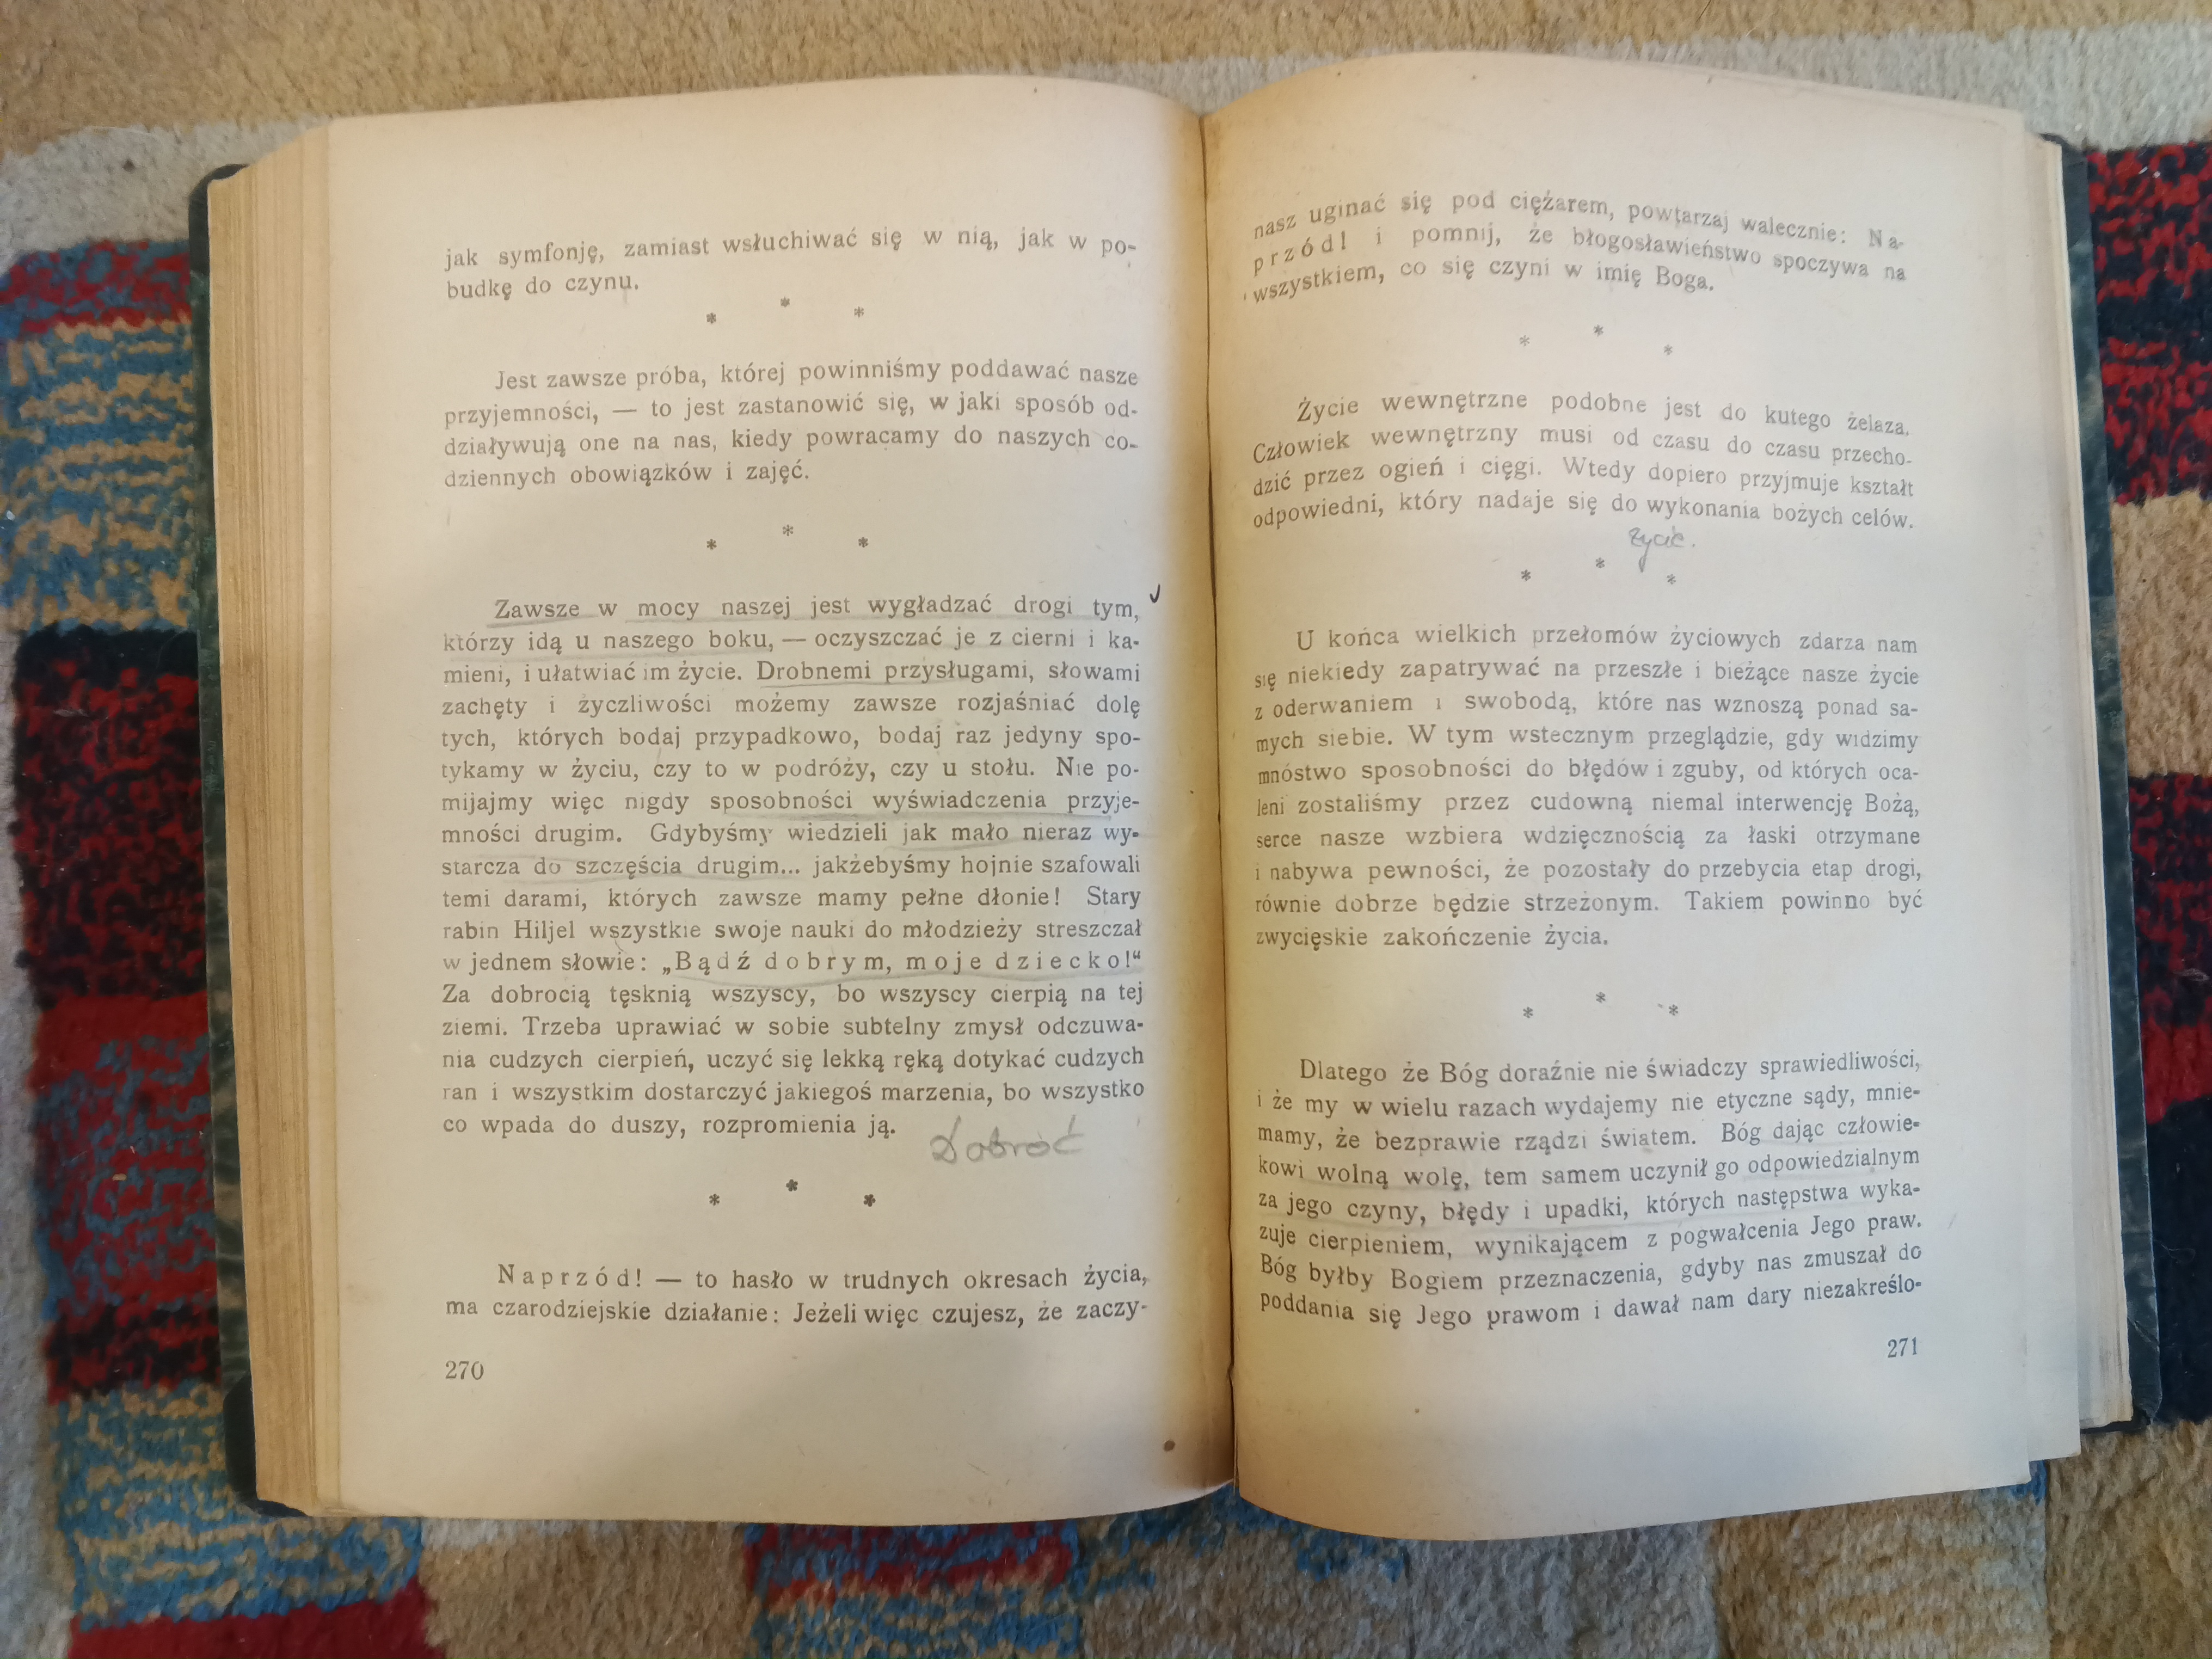 jak symfonję, zamiast wsłuchiwać się w nią, jak w po-
budkę do czynu.
* * *
Jest zawsze próba, której powinniśmy poddawać nasze
przyjemności, — to jest zastanowić się, w jaki sposób od-
działywują one na nas, kiedy powracamy do naszych co-
dziennych obowiązków i zajęć.
* * *
Zawsze w mocy naszej jest wygładzać drogi tym,
którzy idą u naszego boku, — oczyszczać je z cierni i ka-
mieni, i ułatwiać im życie. Drobnemi przysługami, słowami
zachęty i życzliwości możemy zawsze rozjaśniać dolę
tych, których bodaj przypadkowo, bodaj raz jedyny spo-
tykamy w życiu, czy to w podróży, czy u stołu. Nie po-
mijajmy więc nigdy sposobności wyświadczenia przyje-
mności drugim. Gdybyśmy wiedzieli jak mało nieraz wy-
starcza do szczęścia drugim... jakżebyśmy hojnie szafowali
temi darami, których zawsze mamy pełne dłonie! Stary
rabin Hiljel wszystkie swoje nauki do młodzieży streszczał
w jednem słowie: „Bądź dobrym, moje dziecko!“
Za dobrocią tęsknią wszyscy, bo wszyscy cierpią na tej
ziemi. Trzeba uprawiać w sobie subtelny zmysł odczuwa-
nia cudzych cierpień, uczyć się lekką ręką dotykać cudzych
ran i wszystkim dostarczyć jakiegoś marzenia, bo wszystko
co wpada do duszy, rozpromienia ją.
Dobroć
* * *
Naprzód! — to hasło w trudnych okresach życia,
ma czarodziejskie działanie: Jeżeli więc czujesz, że zaczy-
270
nasz uginać się pod ciężarem, powtarzaj walecznie: Na-
przód! i pomnij, że błogosławieństwo spoczywa na
wszystkiem, co się czyni w imię Boga.
* * *
Życie wewnętrzne podobne jest do kutego żelaza.
Człowiek wewnętrzny musi od czasu do czasu przecho-
dzić przez ogień i cięgi. Wtedy dopiero przyjmuje kształt
odpowiedni, który nadaje się do wykonania bożych celów.
życie.
* * *
U końca wielkich przełomów życiowych zdarza nam
się niekiedy zapatrywać na przeszłe i bieżące nasze życie
z oderwaniem i swobodą, które nas wznoszą ponad sa-
mych siebie. W tym wstecznym przeglądzie, gdy widzimy
mnóstwo sposobności do błędów i zguby, od których oca-
leni zostaliśmy przez cudowną niemal interwencję Bożą,
serce nasze wzbiera wdzięcznością za łaski otrzymane
i nabywa pewności, że pozostały do przebycia etap drogi,
równie dobrze będzie strzeżonym. Takiem powinno być
zwycięskie zakończenie życia.
* * *
Dlatego że Bóg doraźnie nie świadczy sprawiedliwości,
i że my w wielu razach wydajemy nie etyczne sądy, mnie-
mamy, że bezprawie rządzi światem. Bóg dając człowie-
kowi wolną wolę, tem samem uczynił go odpowiedzialnym
za jego czyny, błędy i upadki, których następstwa wyka-
zuje cierpieniem, wynikającem z pogwałcenia Jego praw.
Bóg byłby Bogiem przeznaczenia, gdyby nas zmuszał do
poddania się Jego prawom i dawał nam dary niezakreślo-
271